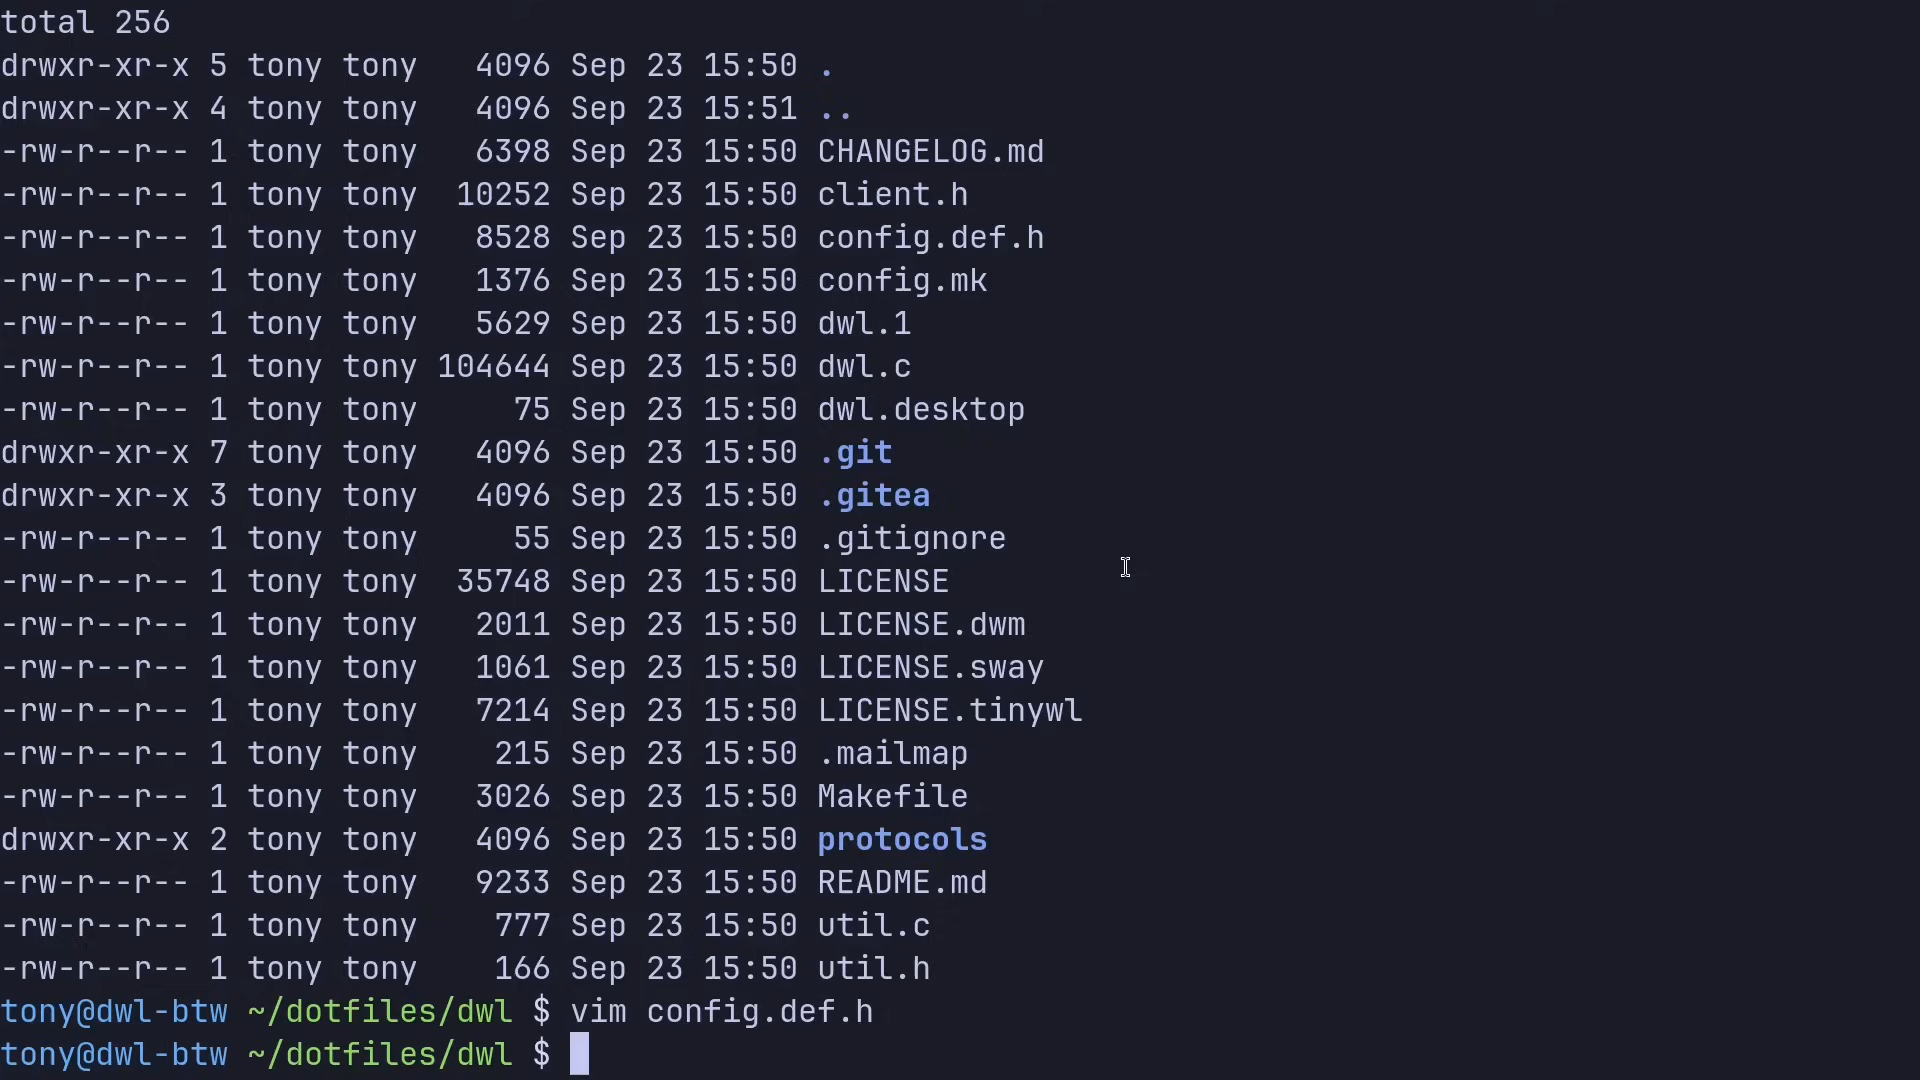 total 256
drwxr-xr-x 5 tony tony   4096 Sep 23 15:50 .
drwxr-xr-x 4 tony tony   4096 Sep 23 15:51 ..
-rw-r--r-- 1 tony tony   6398 Sep 23 15:50 CHANGELOG.md
-rw-r--r-- 1 tony tony  10252 Sep 23 15:50 client.h
-rw-r--r-- 1 tony tony   8528 Sep 23 15:50 config.def.h
-rw-r--r-- 1 tony tony   1376 Sep 23 15:50 config.mk
-rw-r--r-- 1 tony tony   5629 Sep 23 15:50 dwl.1
-rw-r--r-- 1 tony tony 104644 Sep 23 15:50 dwl.c
-rw-r--r-- 1 tony tony     75 Sep 23 15:50 dwl.desktop
drwxr-xr-x 7 tony tony   4096 Sep 23 15:50 .git
drwxr-xr-x 3 tony tony   4096 Sep 23 15:50 .gitea
-rw-r--r-- 1 tony tony     55 Sep 23 15:50 .gitignore
-rw-r--r-- 1 tony tony  35748 Sep 23 15:50 LICENSE
-rw-r--r-- 1 tony tony   2011 Sep 23 15:50 LICENSE.dwm
-rw-r--r-- 1 tony tony   1061 Sep 23 15:50 LICENSE.sway
-rw-r--r-- 1 tony tony   7214 Sep 23 15:50 LICENSE.tinywl
-rw-r--r-- 1 tony tony    215 Sep 23 15:50 .mailmap
-rw-r--r-- 1 tony tony   3026 Sep 23 15:50 Makefile
drwxr-xr-x 2 tony tony   4096 Sep 23 15:50 protocols
-rw-r--r-- 1 tony tony   9233 Sep 23 15:50 README.md
-rw-r--r-- 1 tony tony    777 Sep 23 15:50 util.c
-rw-r--r-- 1 tony tony    166 Sep 23 15:50 util.h
tony@dwl-btw ~/dotfiles/dwl $ vim config.def.h
tony@dwl-btw ~/dotfiles/dwl $